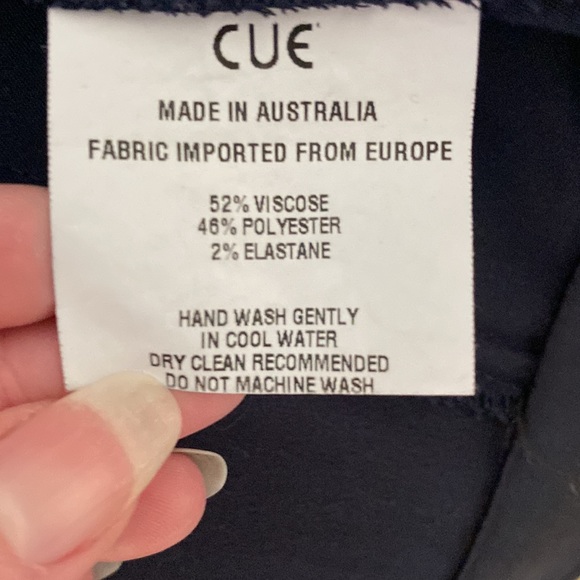 CUE
MADE IN AUSTRALIA
FABRIC IMPORTED FROM EUROPE
52% VISCOSE
46% POLYESTER
2% ELASTANE
HAND WASH GENTLY
IN COOL WATER
DRY CLEAN RECOMMENDED
DO NOT MACHINE WASH